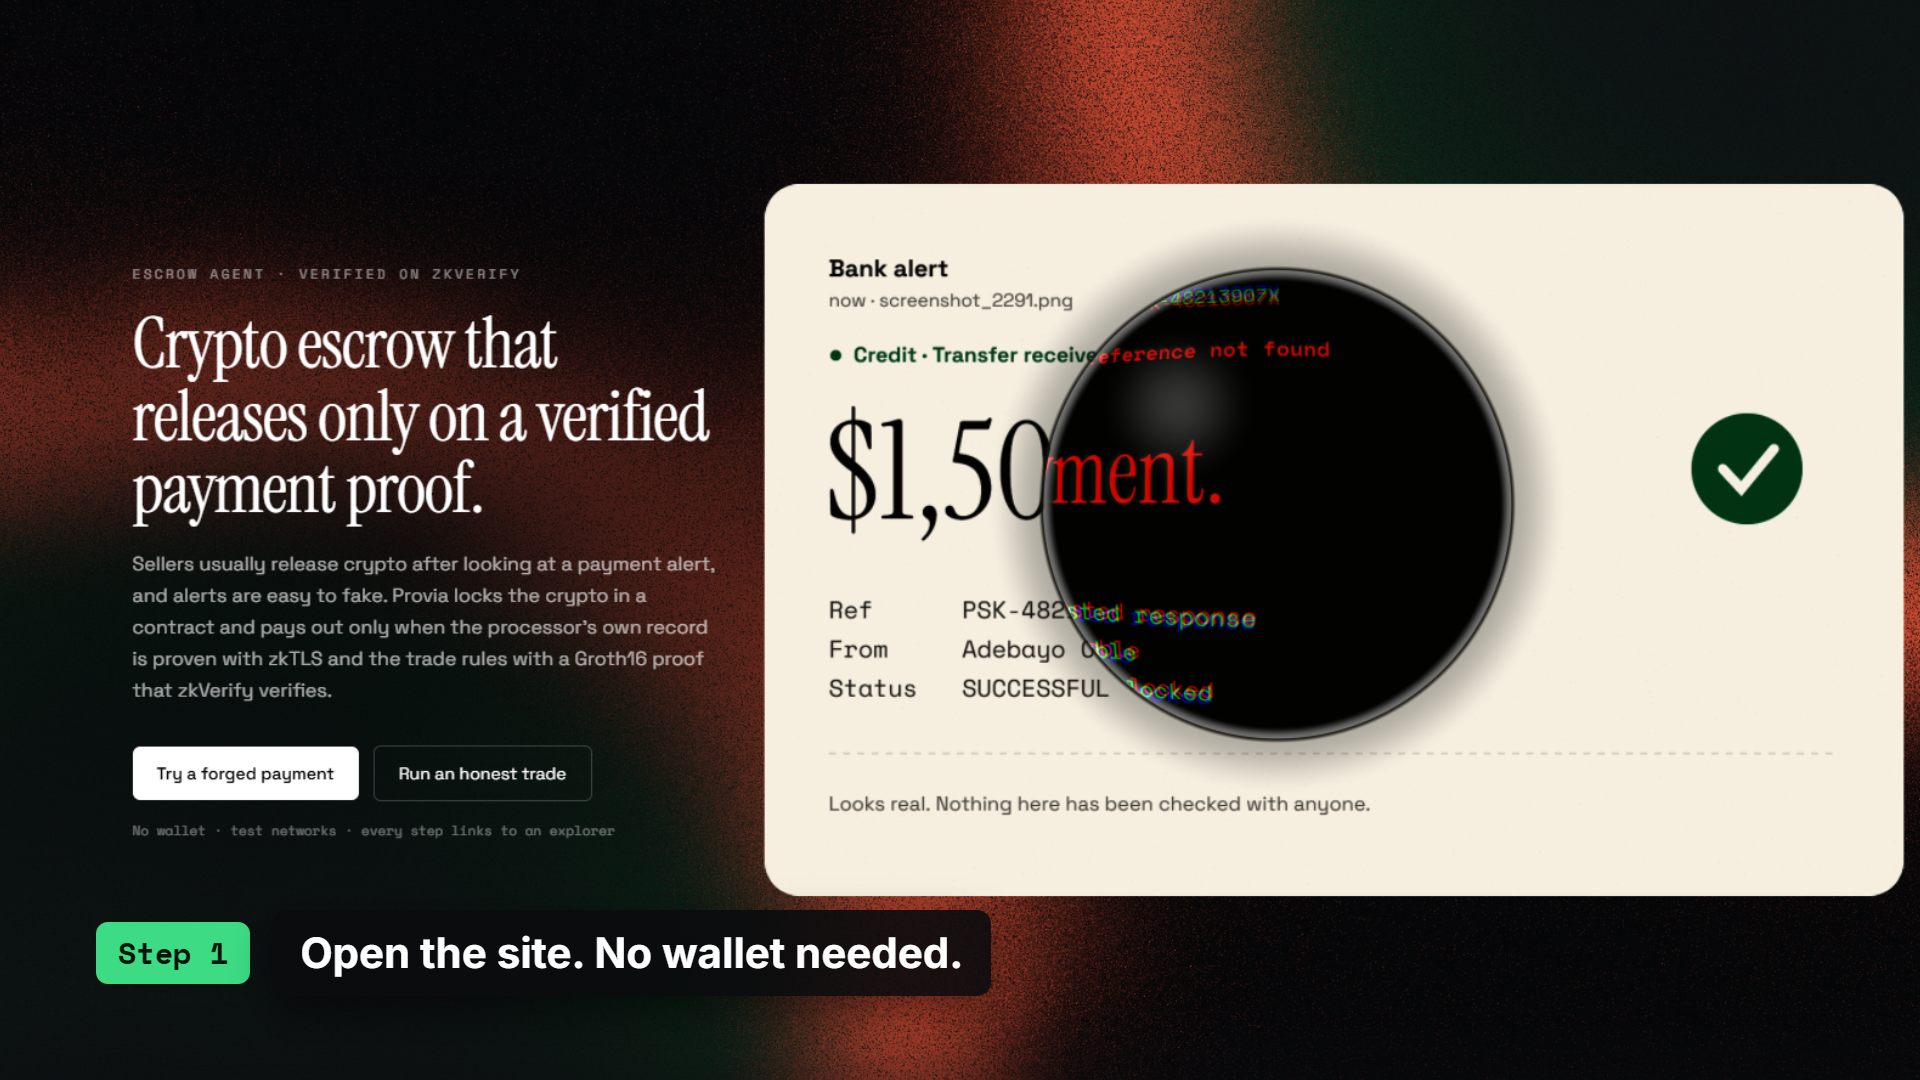 ESCROW AGENT · VERIFIED ON ZKVERIFY
Crypto escrow that
releases only on a verified
payment proof.
Sellers usually release crypto after looking at a payment alert,
and alerts are easy to fake. Provia locks the crypto in a
contract and pays out only when the processor's own record
is proven with zkTLS and the trade rules with a Groth16 proof
that zkVerify verifies.
Try a forged payment
Run an honest trade
No wallet · test networks · every step links to an explorer
Bank alert
now · screenshot_2291.png
-48213907X
Credit · Transfer receive
eference not found
$1,50
ment.
Ref PSK-482
sted response
From Adebayo
ble
Status SUCCESSFUL
locked
Looks real. Nothing here has been checked with anyone.
Step 1
Open the site. No wallet needed.